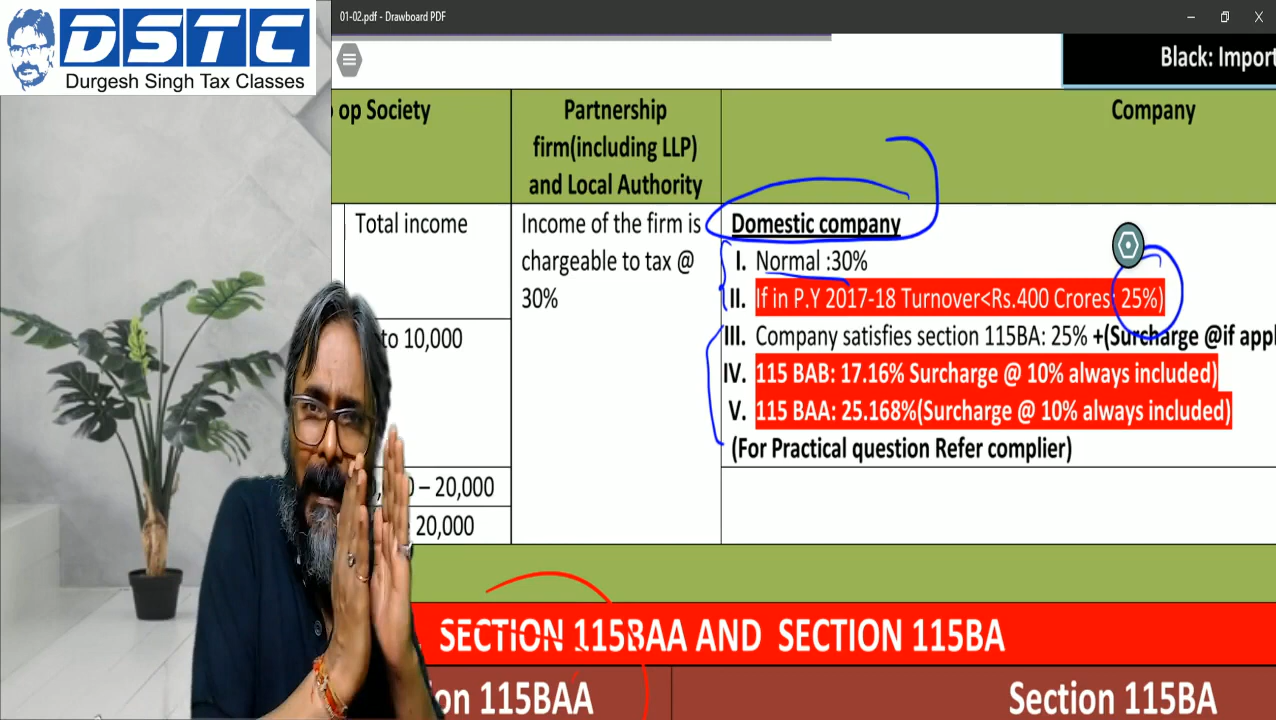 DSTC
Durgesh Singh Tax Classes
01-02.pdf - Drawboard PDF
Black: Import
op Society
Partnership
firm(including LLP)
and Local Authority
Company
Total income
to 10,000
– 20,000
20,000
Income of the firm is
chargeable to tax @
30%
Domestic company
I. Normal :30%
II. If in P.Y 2017-18 Turnover<Rs.400 Crores: 25%)
III. Company satisfies section 115BA: 25% +(Surcharge @if appl
IV. 115 BAB: 17.16% Surcharge @ 10% always included)
V. 115 BAA: 25.168%(Surcharge @ 10% always included)
(For Practical question Refer complier)
SECTION 115BAA AND SECTION 115BA
on 115BAA
Section 115BA